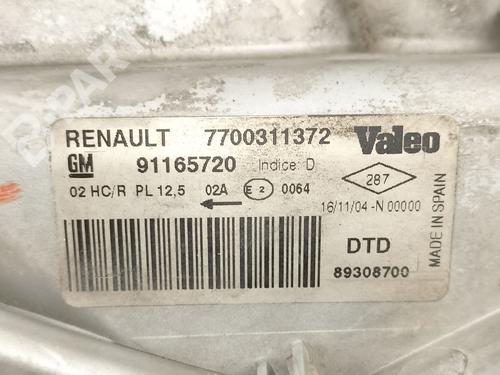 RENAULT 7700311372 Valeo
GM 91165720 Indice: D
02 HC/R PL 12,5 02A E 2 0064
287
16/11/04 -N 00000
DTD
89308700
MADE IN SPAIN